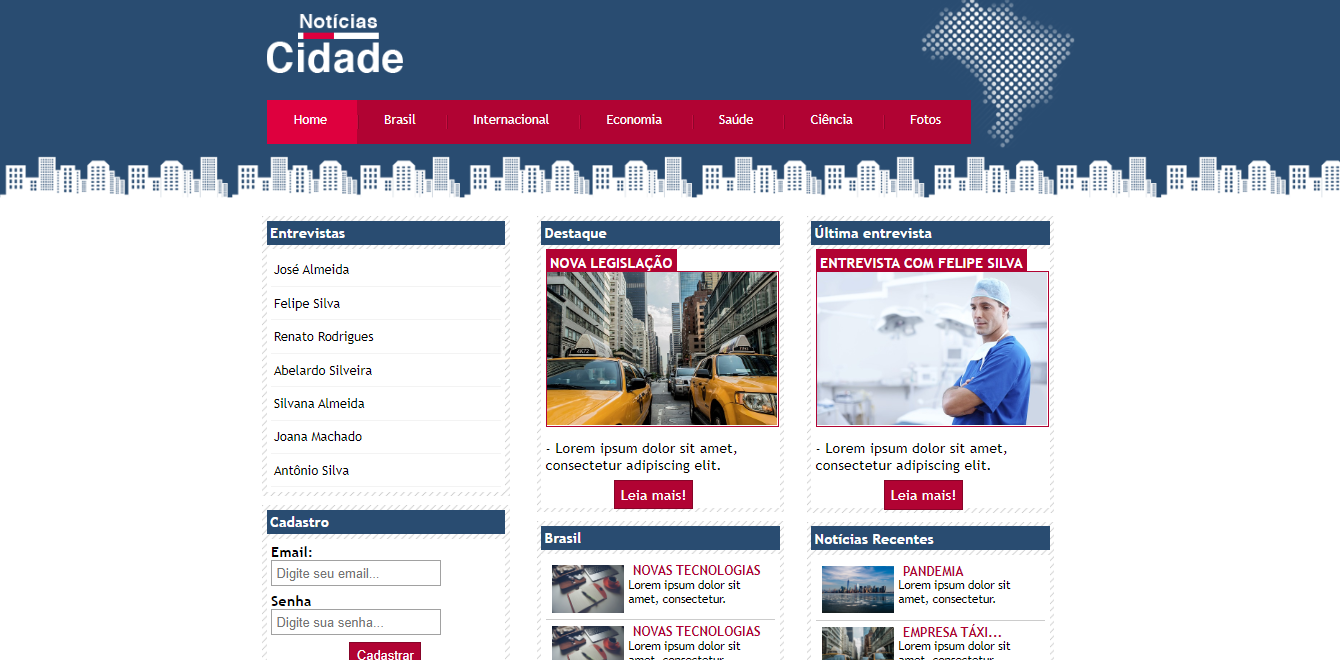 Notícias
Cidade
Home
Brasil
Internacional
Economia
Saúde
Ciência
Fotos
Entrevistas
José Almeida
Felipe Silva
Renato Rodrigues
Abelardo Silveira
Silvana Almeida
Joana Machado
Antônio Silva
Cadastro
Email:
Digite seu email...
Senha
Digite sua senha...
Cadastrar
Destaque
NOVA LEGISLAÇÃO
- Lorem ipsum dolor sit amet,
consectetur adipiscing elit.
Leia mais!
Brasil
NOVAS TECNOLOGIAS
Lorem ipsum dolor sit
amet, consectetur.
NOVAS TECNOLOGIAS
Lorem ipsum dolor sit
amet, consectetur.
Última entrevista
ENTREVISTA COM FELIPE SILVA
- Lorem ipsum dolor sit amet,
consectetur adipiscing elit.
Leia mais!
Notícias Recentes
PANDEMIA
Lorem ipsum dolor sit
amet, consectetur.
EMPRESA TÁXI...
Lorem ipsum dolor sit
amet, consectetur.